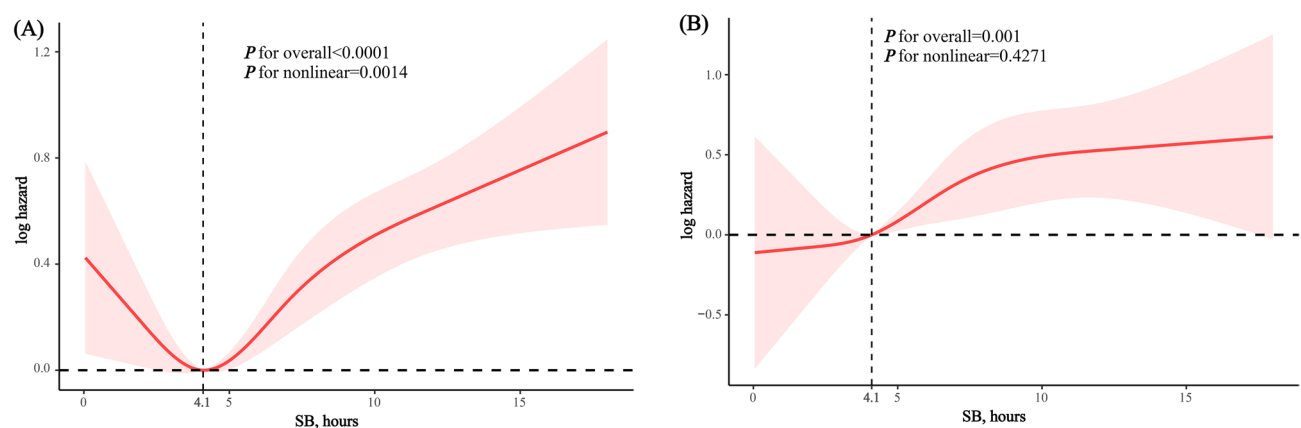 (A)
P for overall<0.0001
P for nonlinear=0.0014
log hazard
1.2
0.8
0.4
0.0
0
4.1
5
10
15
SB, hours
(B)
P for overall=0.001
P for nonlinear=0.4271
log hazard
1.0
0.5
0.0
−0.5
0
4.1
5
10
15
SB, hours